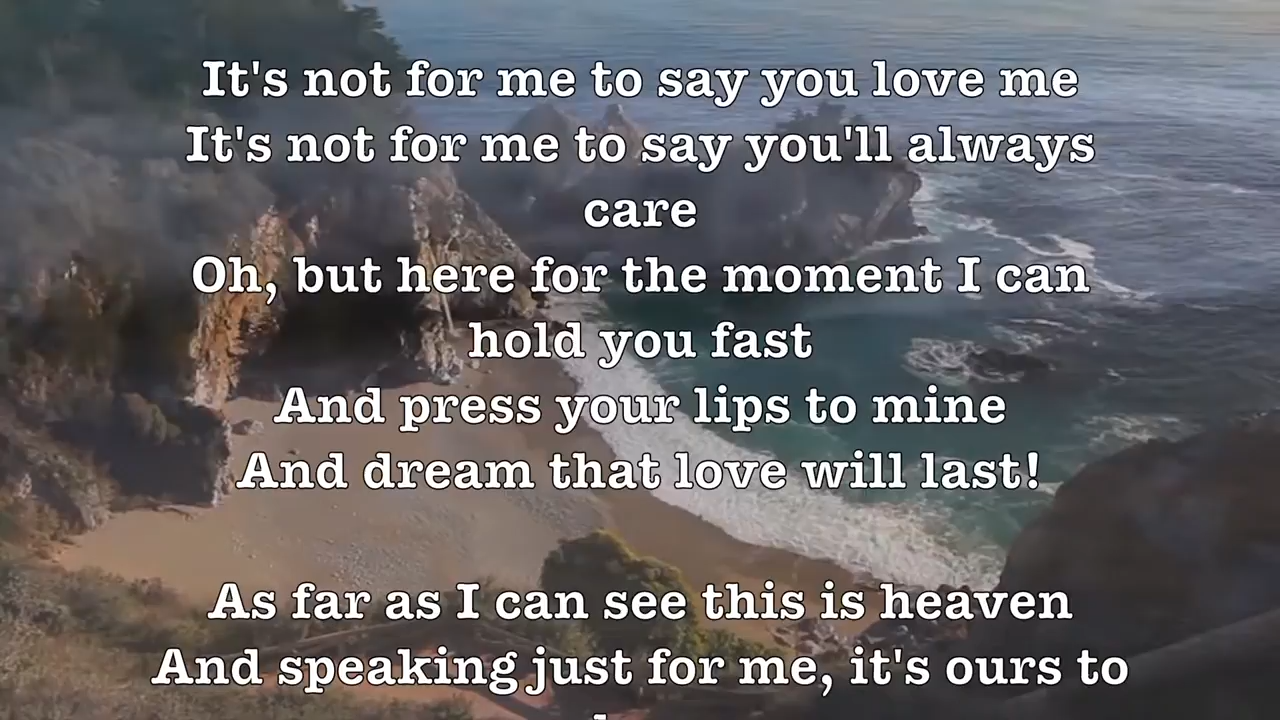 It's not for me to say you love me
It's not for me to say you'll always
care
Oh, but here for the moment I can
hold you fast
And press your lips to mine
And dream that love will last!
As far as I can see this is heaven
And speaking just for me, it's ours to